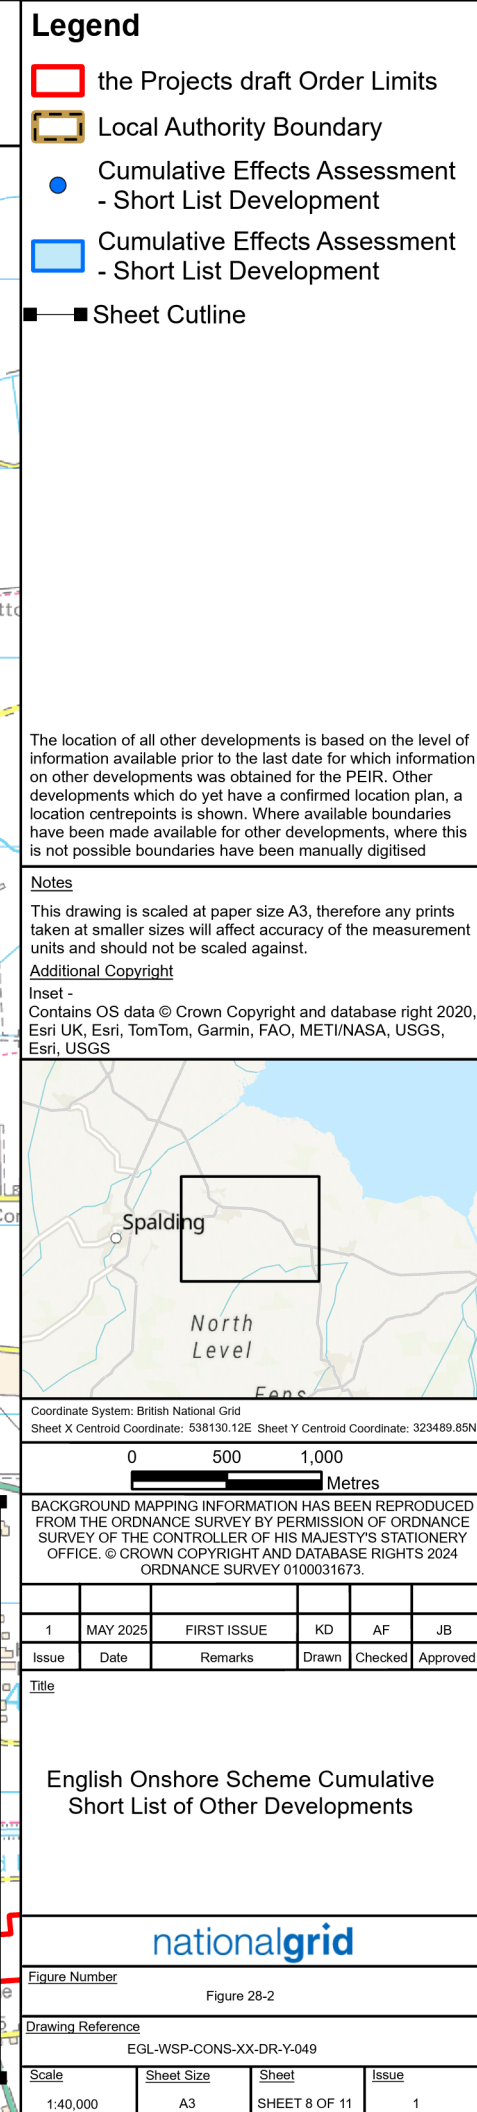 Legend
the Projects draft Order Limits
Local Authority Boundary
Cumulative Effects Assessment
- Short List Development
Cumulative Effects Assessment
- Short List Development
Sheet Cutline
The location of all other developments is based on the level of
information available prior to the last date for which information
on other developments was obtained for the PEIR. Other
developments which do yet have a confirmed location plan, a
location centrepoints is shown. Where available boundaries
have been made available for other developments, where this
is not possible boundaries have been manually digitised
Notes
This drawing is scaled at paper size A3, therefore any prints
taken at smaller sizes will affect accuracy of the measurement
units and should not be scaled against.
Additional Copyright
Inset -
Contains OS data © Crown Copyright and database right 2020,
Esri UK, Esri, TomTom, Garmin, FAO, METI/NASA, USGS,
Esri, USGS
Spalding
North
Level
Fens
Coordinate System: British National Grid
Sheet X Centroid Coordinate: 538130.12E Sheet Y Centroid Coordinate: 323489.85N
0 500 1,000
Metres
BACKGROUND MAPPING INFORMATION HAS BEEN REPRODUCED
FROM THE ORDNANCE SURVEY BY PERMISSION OF ORDNANCE
SURVEY OF THE CONTROLLER OF HIS MAJESTY'S STATIONERY
OFFICE. © CROWN COPYRIGHT AND DATABASE RIGHTS 2024
ORDNANCE SURVEY 0100031673.
1 MAY 2025 FIRST ISSUE KD AF JB
Issue Date Remarks Drawn Checked Approved
Title
English Onshore Scheme Cumulative
Short List of Other Developments
nationalgrid
Figure Number
Figure 28-2
Drawing Reference
EGL-WSP-CONS-XX-DR-Y-049
Scale Sheet Size Sheet Issue
1:40,000 A3 SHEET 8 OF 11 1